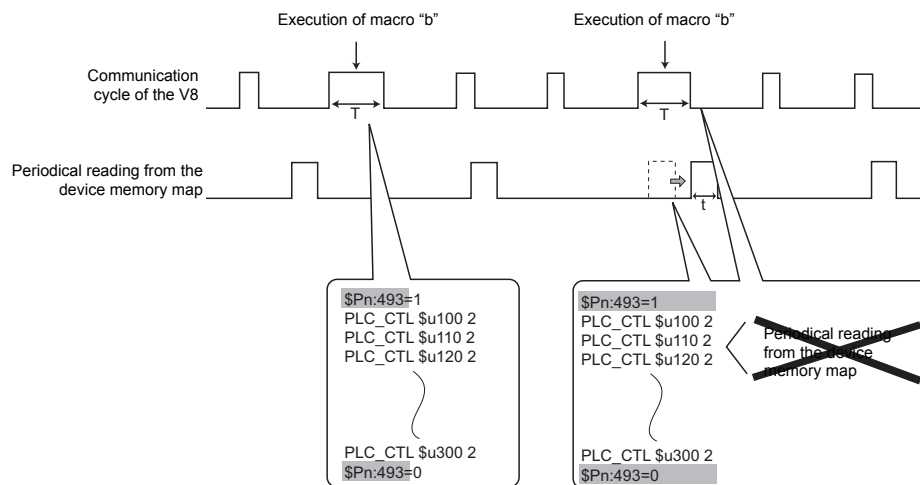 Execution of macro “b”
Execution of macro “b”
Communication
cycle of the V8
T
T
Periodical reading from the
device memory map
t
$Pn:493=1
PLC_CTL $u100 2
PLC_CTL $u110 2
PLC_CTL $u120 2
PLC_CTL $u300 2
$Pn:493=0
$Pn:493=1
PLC_CTL $u100 2
PLC_CTL $u110 2
PLC_CTL $u120 2
PLC_CTL $u300 2
$Pn:493=0
Periodical reading
from the device
memory map